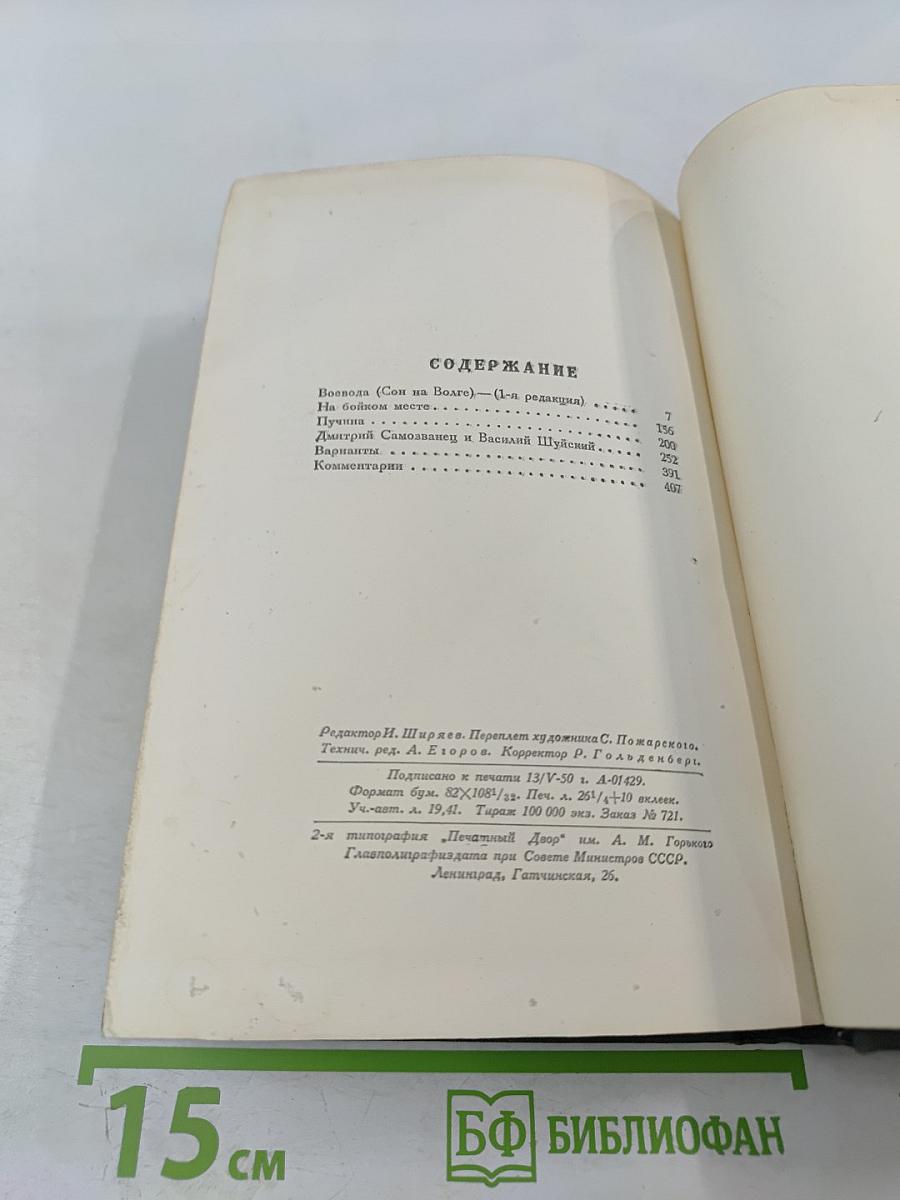 СОДЕРЖАНИЕ
Воевода (Сон на Волге) — (1-я редакция) . . . . . 7
На бойком месте . . . . . . . . . . . . . . . . . 156
Пучина . . . . . . . . . . . . . . . . . . . . . 200
Дмитрий Самозванец и Василий Шуйский . . . . . 252
Варианты . . . . . . . . . . . . . . . . . . . . 391
Комментарии . . . . . . . . . . . . . . . . . . . 407
Редактор И. Ширяев. Переплет художника С. Пожарского.
Технич. ред. А. Егоров. Корректор Р. Гольденберг.
Подписано к печати 13/V-50 г. А-01429.
Формат бум. 82×108¹/₃₂. Печ. л. 26¹/₄+10 вклеек.
Уч.-авт. л. 19,41. Тираж 100 000 экз. Заказ № 721.
2-я типография „Печатный Двор“ им. А. М. Горького
Главполиграфиздата при Совете Министров СССР.
Ленинград, Гатчинская, 26.
15 см
БФ БИБЛИОФАН